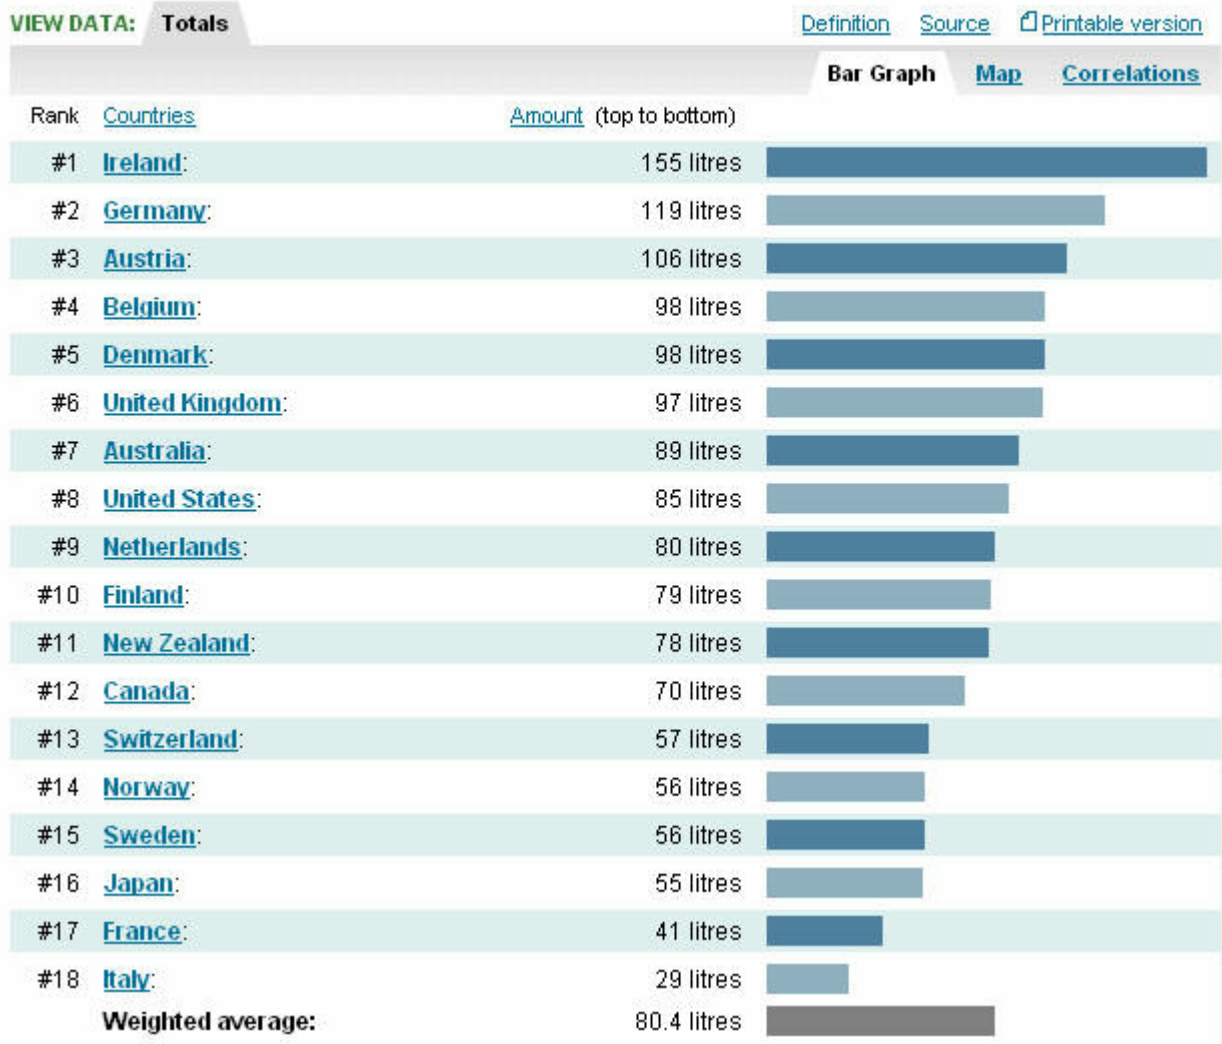 VIEW DATA: Totals Definition Source Printable version
Bar Graph Map Correlations
Rank Countries Amount (top to bottom)
#1 Ireland: 155 litres
#2 Germany: 119 litres
#3 Austria: 106 litres
#4 Belgium: 98 litres
#5 Denmark: 98 litres
#6 United Kingdom: 97 litres
#7 Australia: 89 litres
#8 United States: 85 litres
#9 Netherlands: 80 litres
#10 Finland: 79 litres
#11 New Zealand: 78 litres
#12 Canada: 70 litres
#13 Switzerland: 57 litres
#14 Norway: 56 litres
#15 Sweden: 56 litres
#16 Japan: 55 litres
#17 France: 41 litres
#18 Italy: 29 litres
Weighted average: 80.4 litres